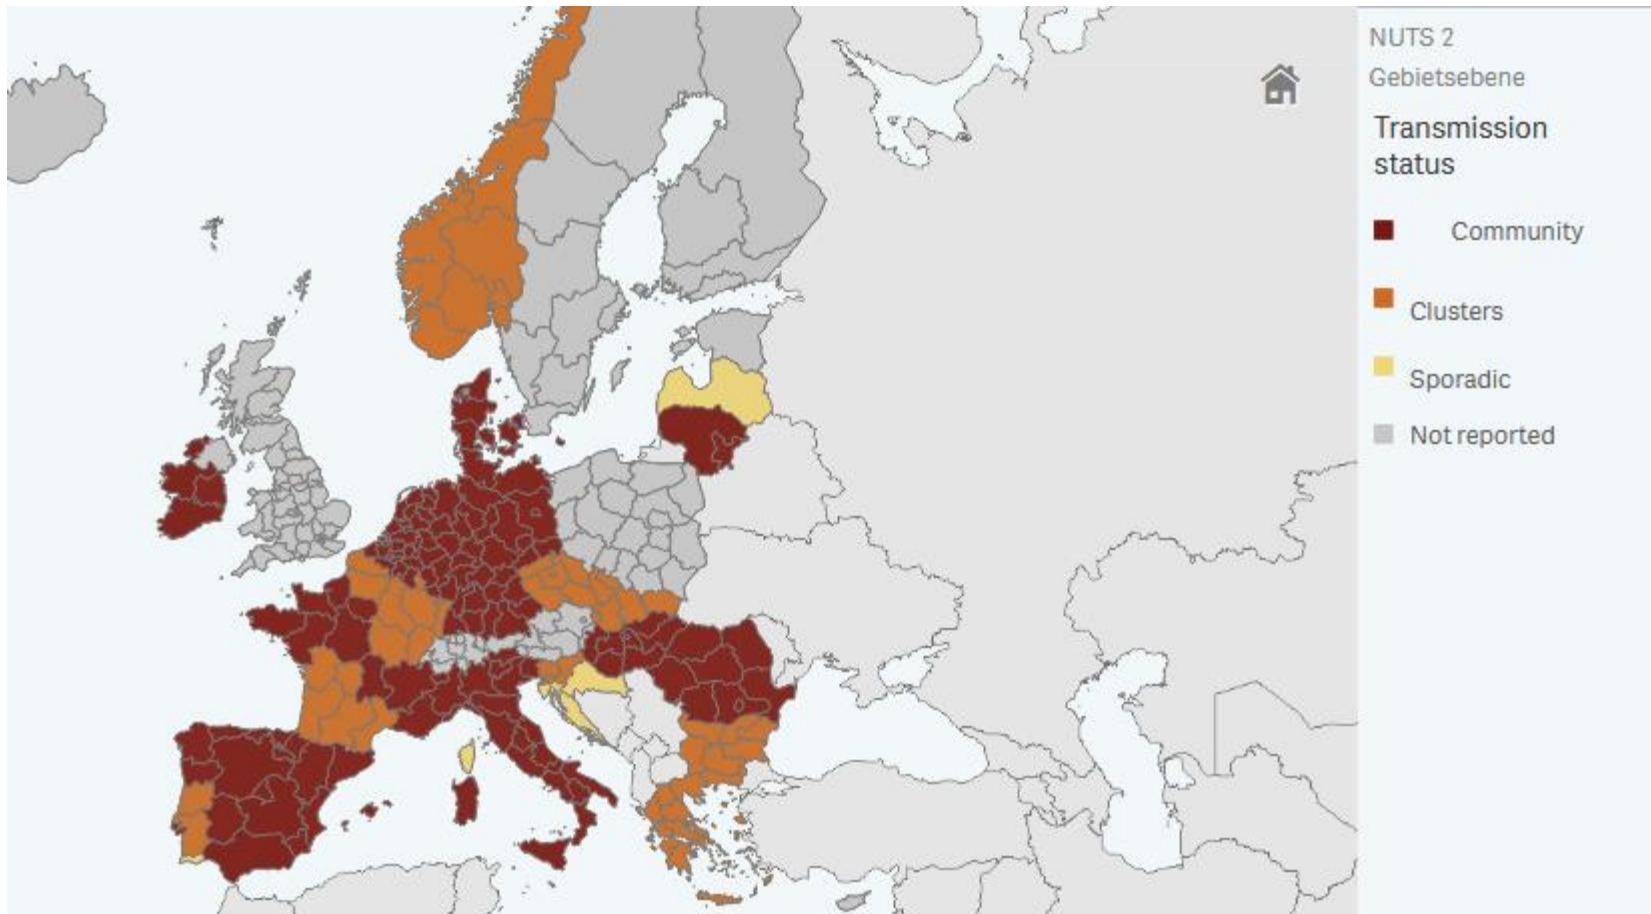 NUTS 2
Gebietsebene
Transmission
status
Community
Clusters
Sporadic
Not reported